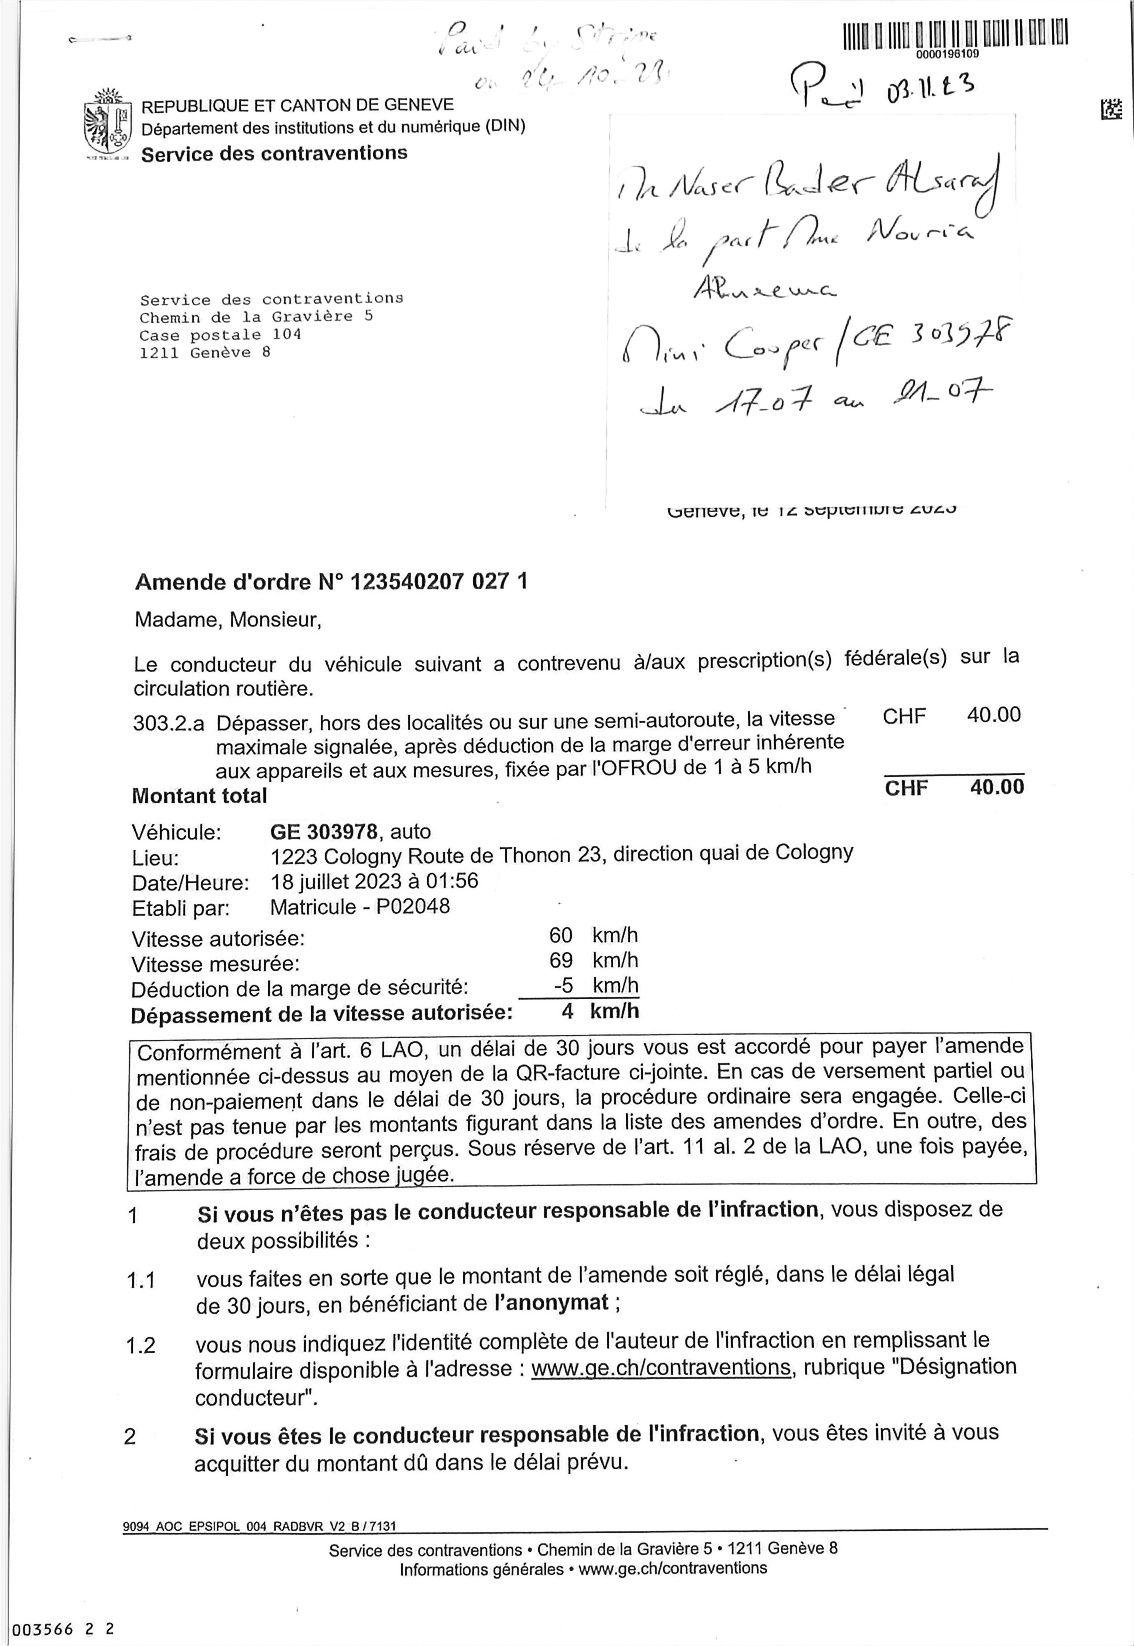 Paid by Stripe
on 24-10-23
0000196109
Paid 03.11.23
REPUBLIQUE ET CANTON DE GENEVE
Département des institutions et du numérique (DIN)
Service des contraventions
Mr Naser Bader ALsaraf
de la part Mme Nouria
Mini Cooper / GE 303978
du 17-07 au 21-07
Service des contraventions
Chemin de la Gravière 5
Case postale 104
1211 Genève 8
Genève, le 12 septembre 2023
Amende d'ordre N° 123540207 027 1
Madame, Monsieur,
Le conducteur du véhicule suivant a contrevenu à/aux prescription(s) fédérale(s) sur la
circulation routière.
303.2.a Dépasser, hors des localités ou sur une semi-autoroute, la vitesse CHF 40.00
maximale signalée, après déduction de la marge d'erreur inhérente
aux appareils et aux mesures, fixée par l'OFROU de 1 à 5 km/h
Montant total CHF 40.00
Véhicule: GE 303978, auto
Lieu: 1223 Cologny Route de Thonon 23, direction quai de Cologny
Date/Heure: 18 juillet 2023 à 01:56
Etabli par: Matricule - P02048
Vitesse autorisée: 60 km/h
Vitesse mesurée: 69 km/h
Déduction de la marge de sécurité: -5 km/h
Dépassement de la vitesse autorisée: 4 km/h
Conformément à l'art. 6 LAO, un délai de 30 jours vous est accordé pour payer l'amende
mentionnée ci-dessus au moyen de la QR-facture ci-jointe. En cas de versement partiel ou
de non-paiement dans le délai de 30 jours, la procédure ordinaire sera engagée. Celle-ci
n'est pas tenue par les montants figurant dans la liste des amendes d'ordre. En outre, des
frais de procédure seront perçus. Sous réserve de l'art. 11 al. 2 de la LAO, une fois payée,
l'amende a force de chose jugée.
1 Si vous n'êtes pas le conducteur responsable de l'infraction, vous disposez de
deux possibilités :
1.1 vous faites en sorte que le montant de l'amende soit réglé, dans le délai légal
de 30 jours, en bénéficiant de l'anonymat ;
1.2 vous nous indiquez l'identité complète de l'auteur de l'infraction en remplissant le
formulaire disponible à l'adresse : www.ge.ch/contraventions, rubrique "Désignation
conducteur".
2 Si vous êtes le conducteur responsable de l'infraction, vous êtes invité à vous
acquitter du montant dû dans le délai prévu.
9094 AOC EPSIPOL 004 RADBVR V2 B / 7131
Service des contraventions • Chemin de la Gravière 5 • 1211 Genève 8
Informations générales • www.ge.ch/contraventions
003566 2 2